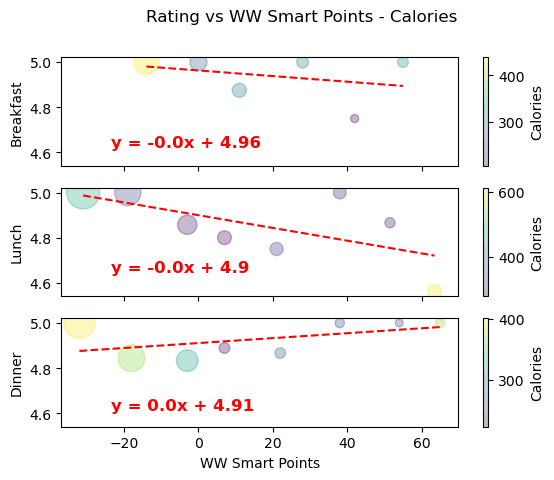 Rating vs WW Smart Points - Calories
5.0
4.8
4.6
Breakfast
y = -0.0x + 4.96
400
300
Calories
5.0
4.8
4.6
Lunch
y = -0.0x + 4.9
600
400
Calories
5.0
4.8
4.6
Dinner
y = 0.0x + 4.91
400
300
Calories
−20 0 20 40 60
WW Smart Points